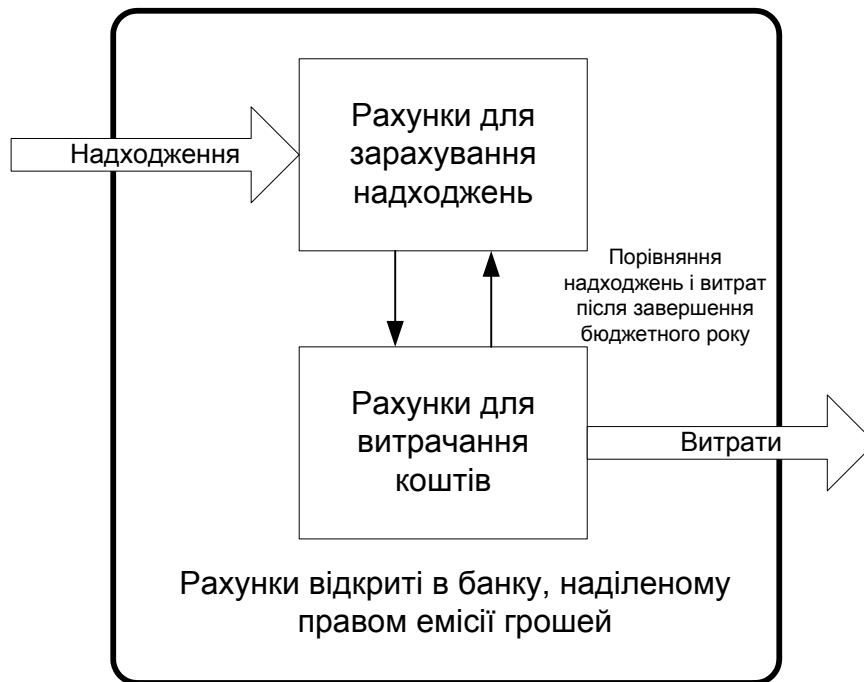 Рахунки для
зарахування
надходжень
Надходження
Порівняння
надходжень і витрат
після завершення
бюджетного року
Рахунки для
витрачання
коштів
Витрати
Рахунки відкриті в банку, наділеному
правом емісії грошей